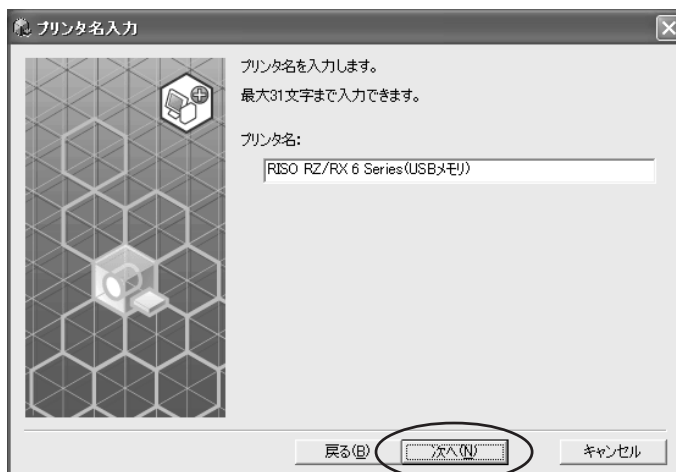 プリンタ名入力
プリンタ名を入力します。
最大31文字まで入力できます。
プリンタ名:
RISO RZ/RX 6 Series(USBメモリ)
戻る(B) 次へ(N) キャンセル